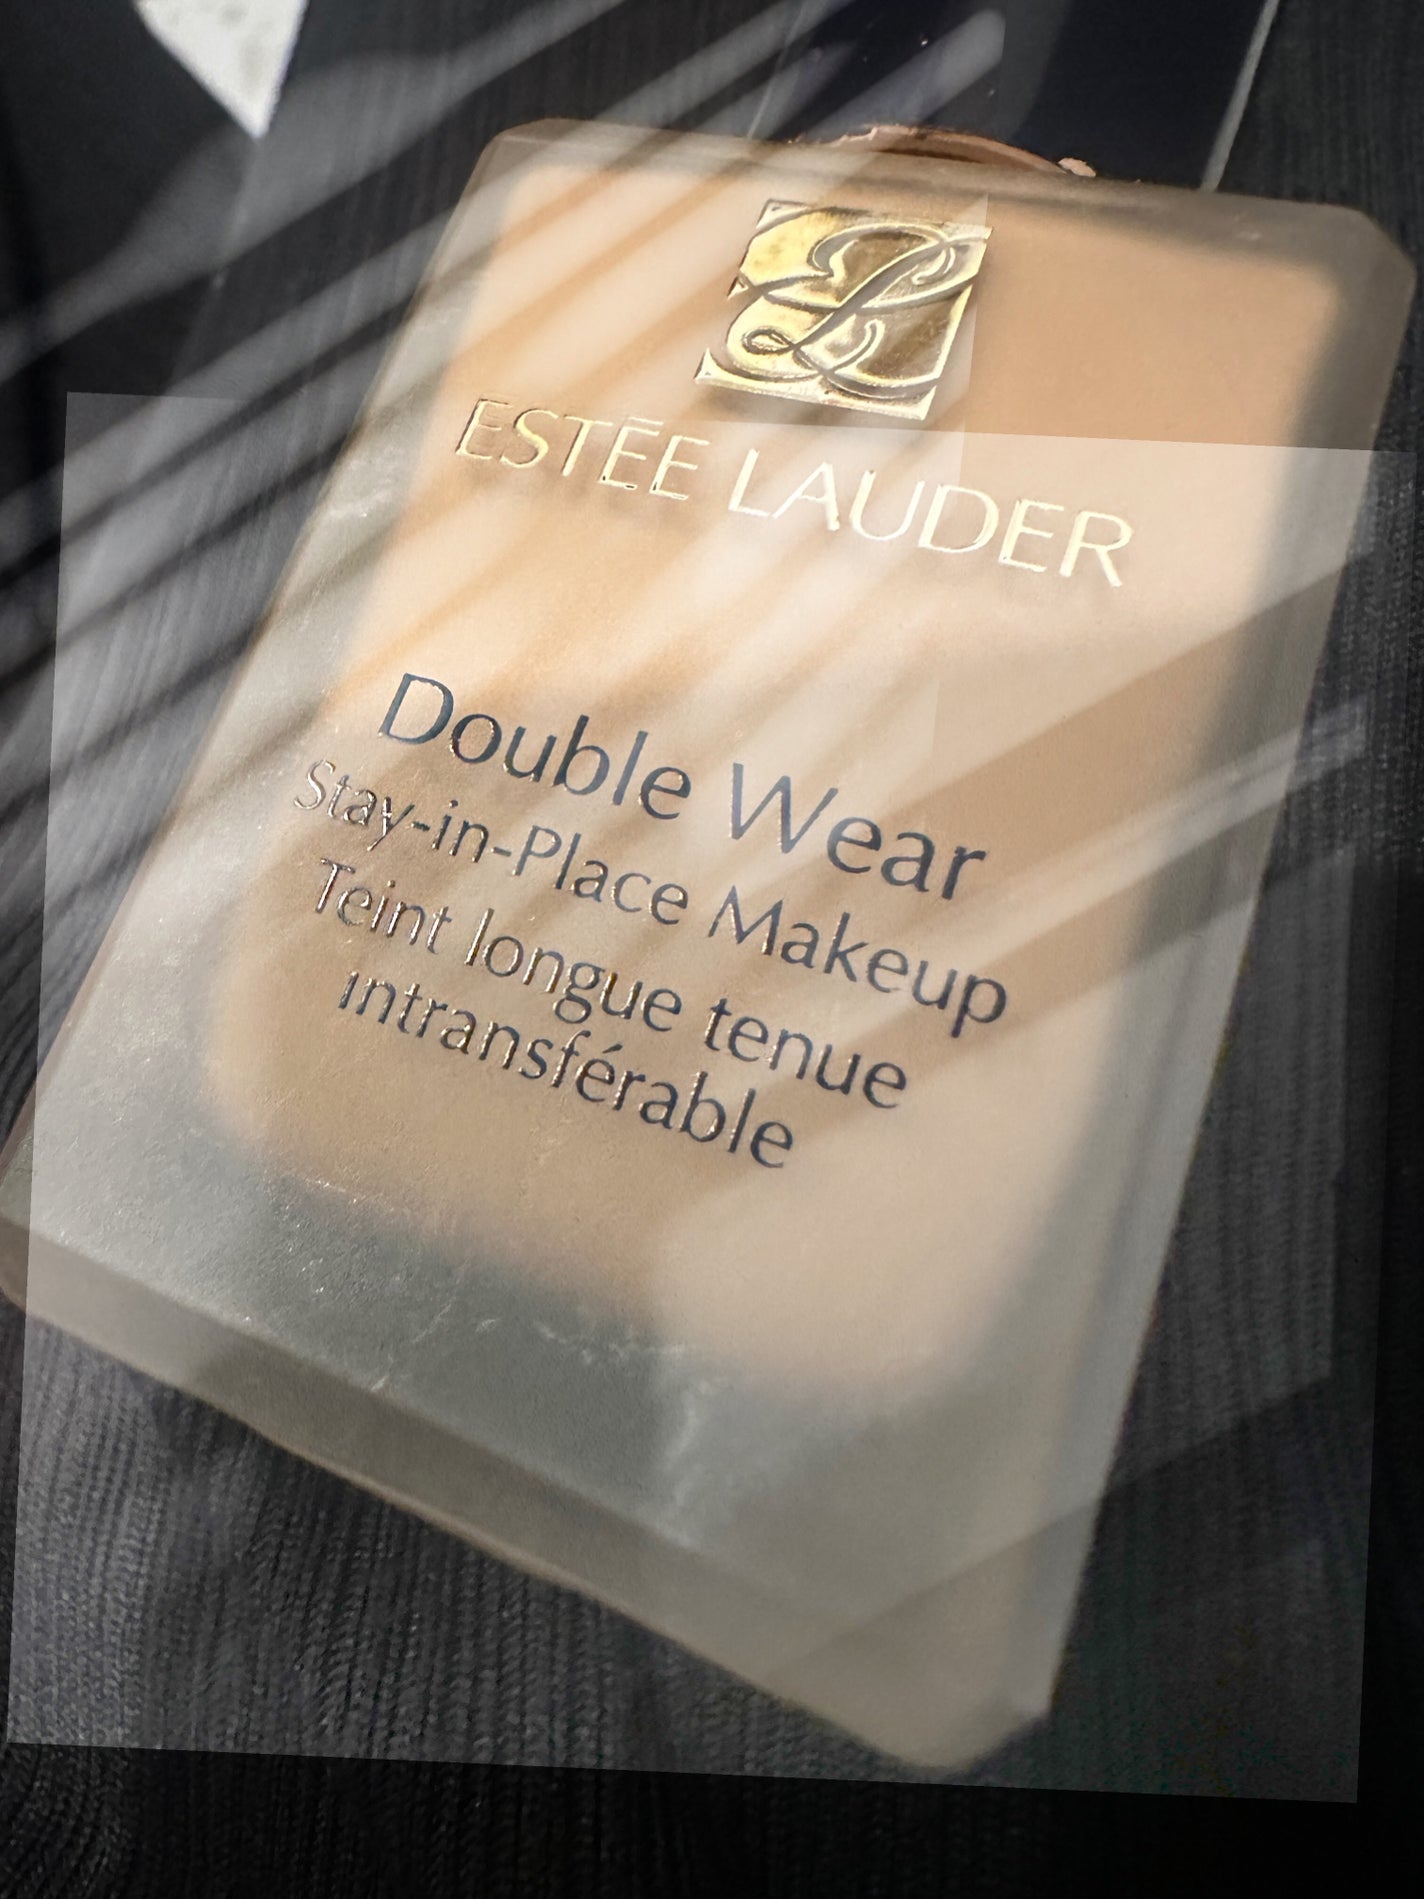 ESTĒE LAUDER
Double Wear
Stay-in-Place Makeup
Teint longue tenue
intransférable